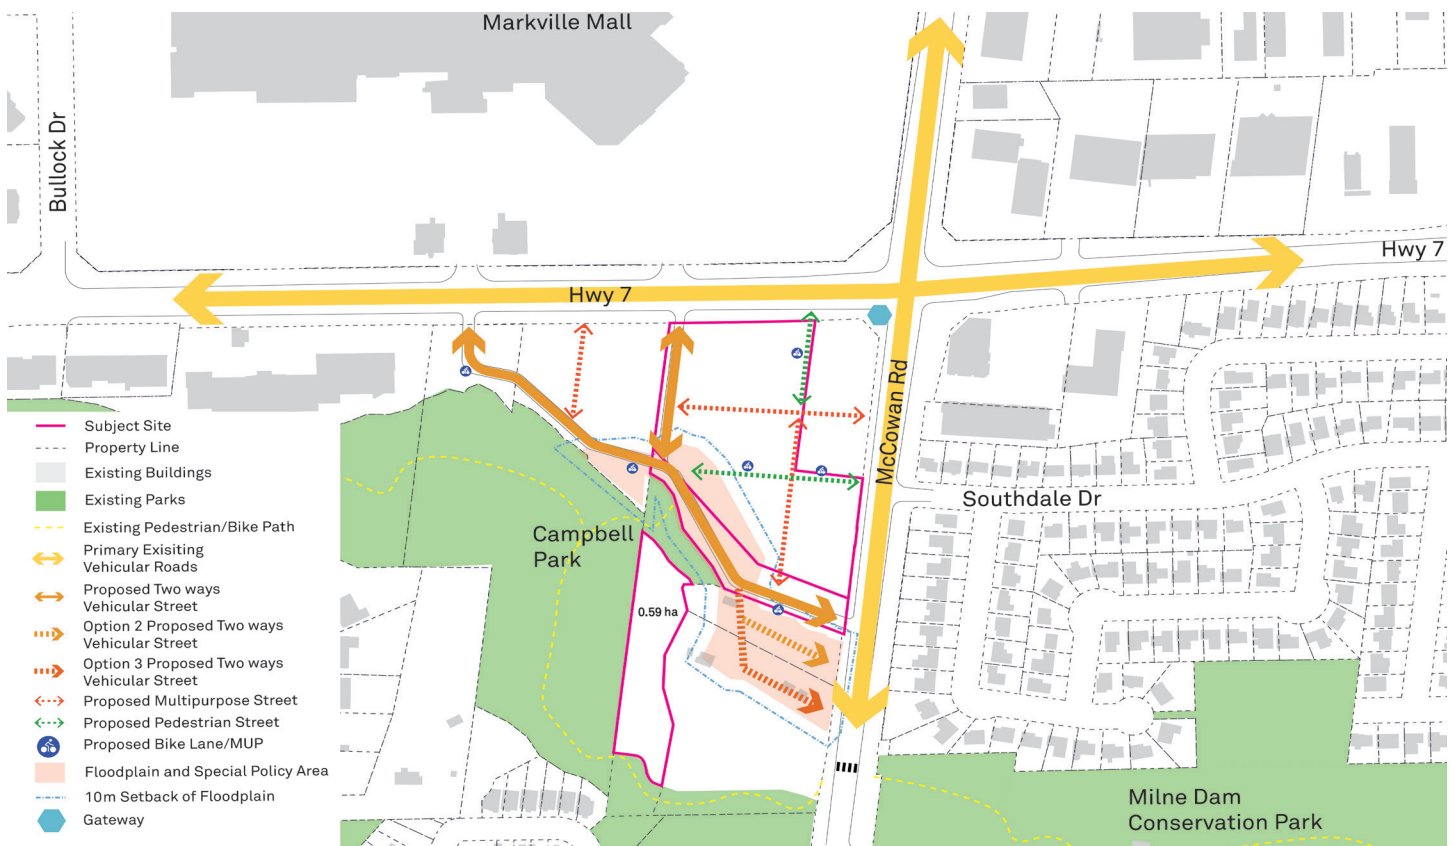 Markville Mall
Bullock Dr
Hwy 7
Hwy 7
McCowan Rd
Southdale Dr
Campbell
Park
0.59 ha
Milne Dam
Conservation Park
Subject Site
Property Line
Existing Buildings
Existing Parks
Existing Pedestrian/Bike Path
Primary Exisiting
Vehicular Roads
Proposed Two ways
Vehicular Street
Option 2 Proposed Two ways
Vehicular Street
Option 3 Proposed Two ways
Vehicular Street
Proposed Multipurpose Street
Proposed Pedestrian Street
Proposed Bike Lane/MUP
Floodplain and Special Policy Area
10m Setback of Floodplain
Gateway